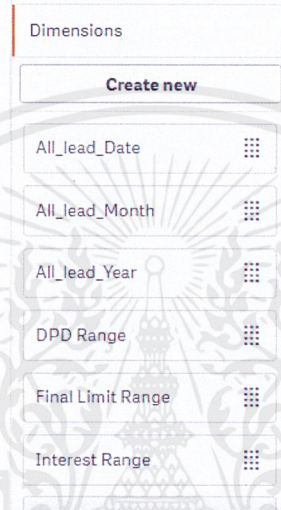 Dimensions
Create new
All_lead_Date
All_lead_Month
All_lead_Year
DPD Range
Final Limit Range
Interest Range